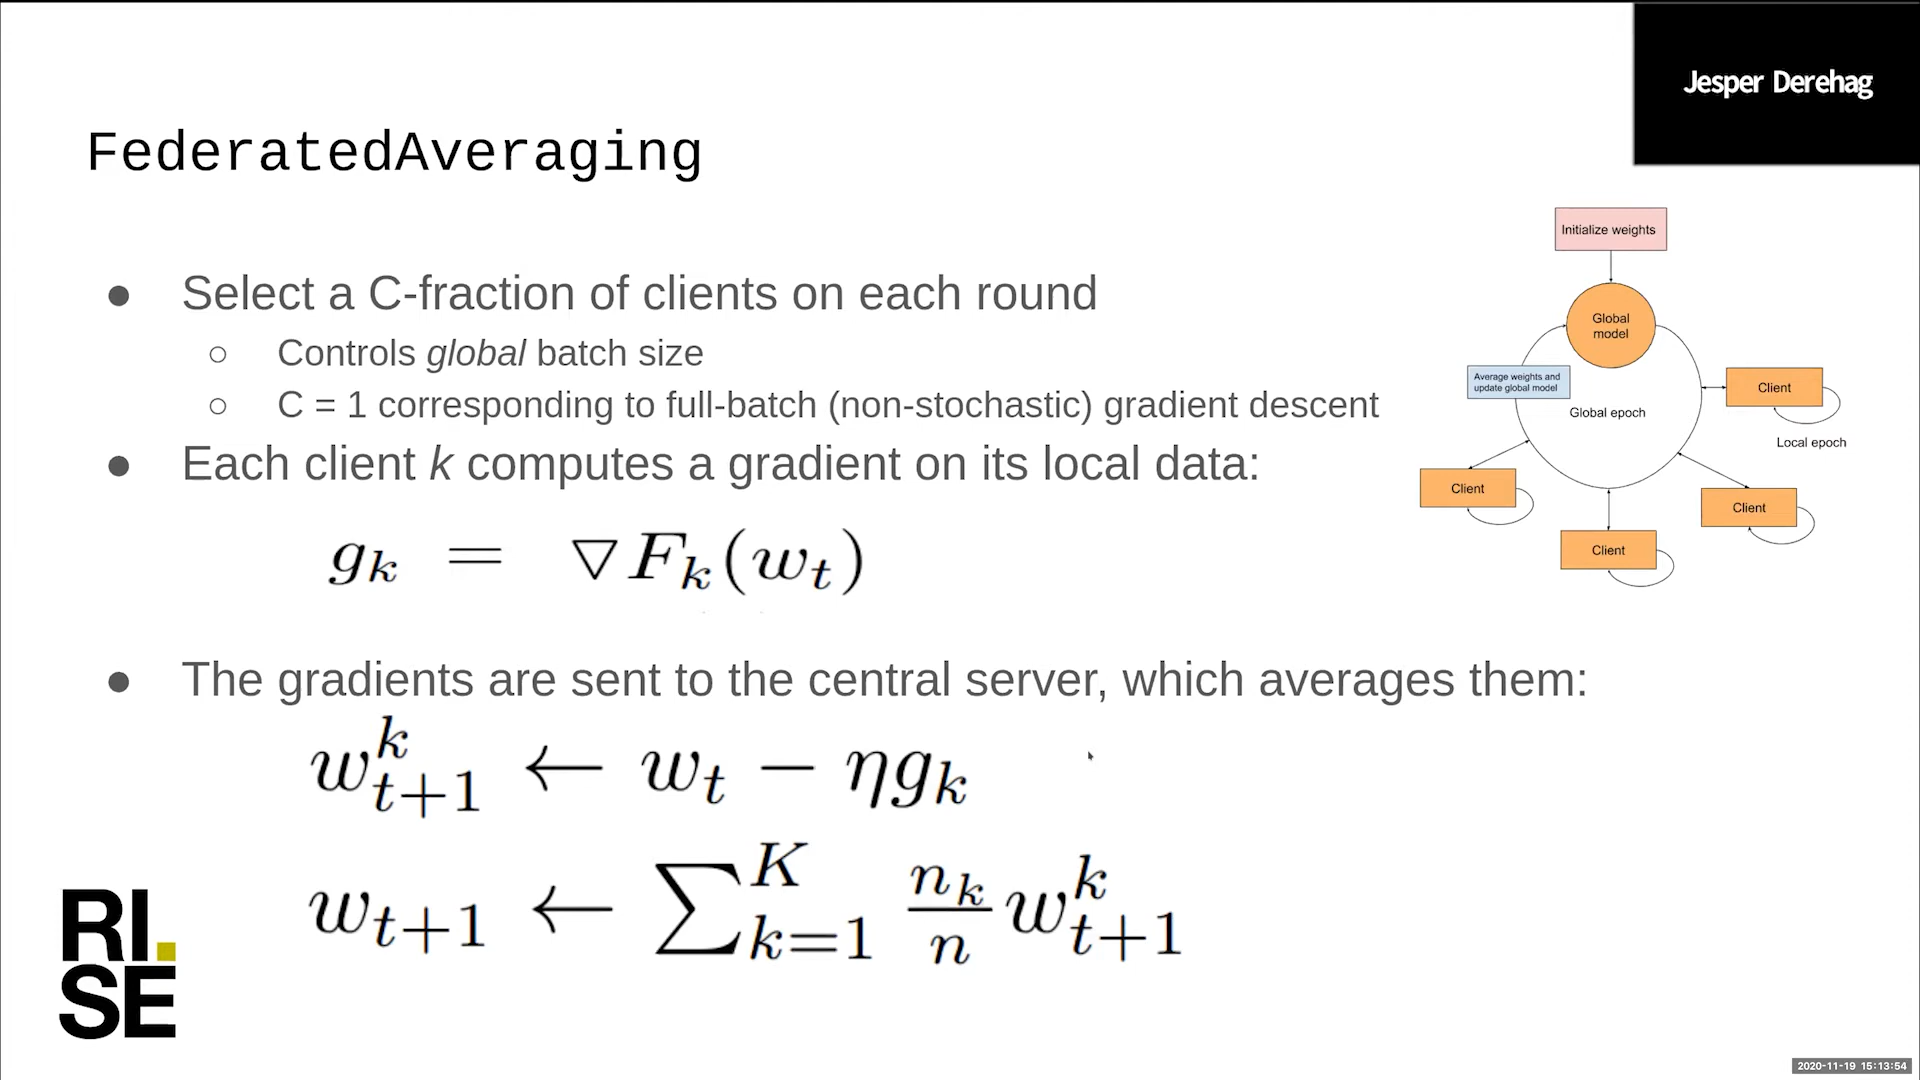 Jesper Derehag
FederatedAveraging
● Select a C-fraction of clients on each round
○ Controls global batch size
○ C = 1 corresponding to full-batch (non-stochastic) gradient descent
● Each client k computes a gradient on its local data:
g_k = ▽F_k(w_t)
● The gradients are sent to the central server, which averages them:
w_{t+1}^k ← w_t − ηg_k
w_{t+1} ← ∑_{k=1}^K \frac{n_k}{n} w_{t+1}^k
Initialize weights
Global
model
Average weights and
update global model
Global epoch
Client
Local epoch
Client
Client
Client
RI.
SE
2020-11-19 15:13:54